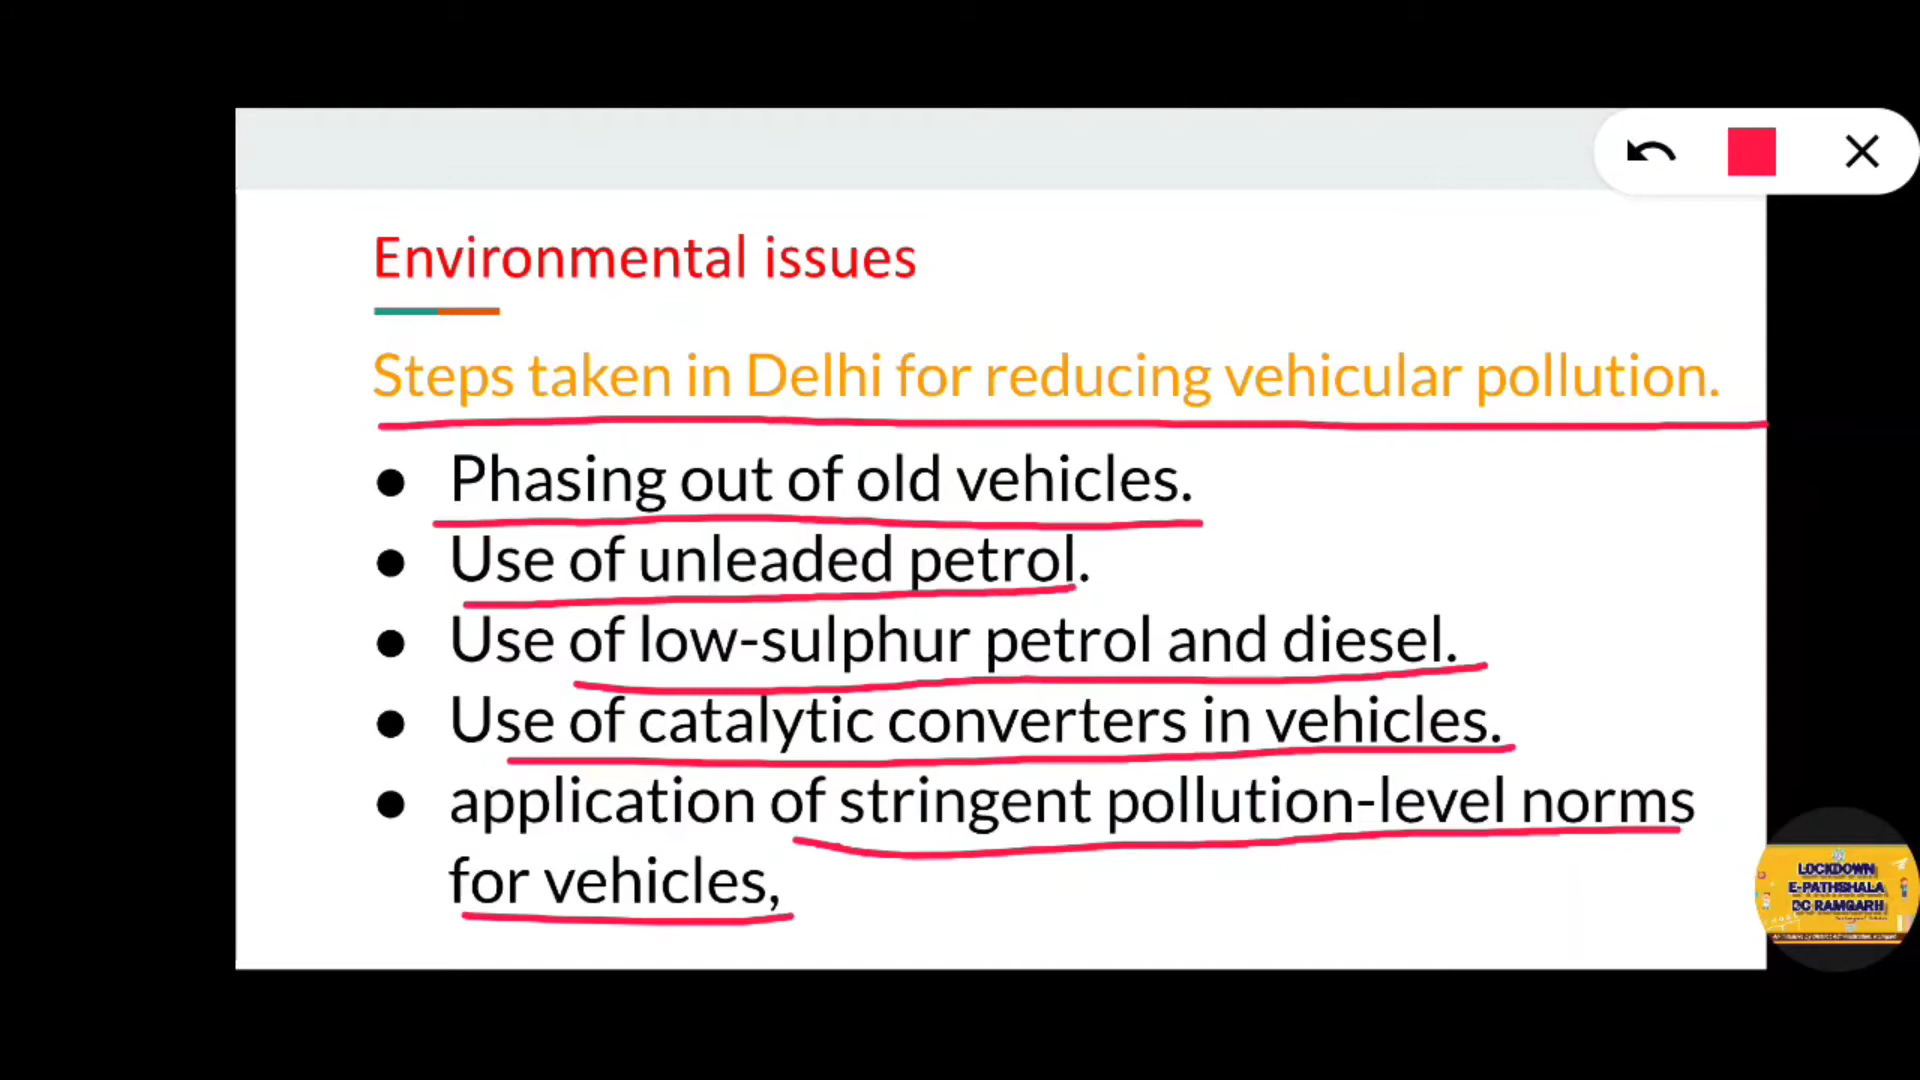 Environmental issues
Steps taken in Delhi for reducing vehicular pollution.
● Phasing out of old vehicles.
● Use of unleaded petrol.
● Use of low-sulphur petrol and diesel.
● Use of catalytic converters in vehicles.
● application of stringent pollution-level norms
for vehicles,
LOCKDOWN
E-PATHSHALA
DC RAMGARH